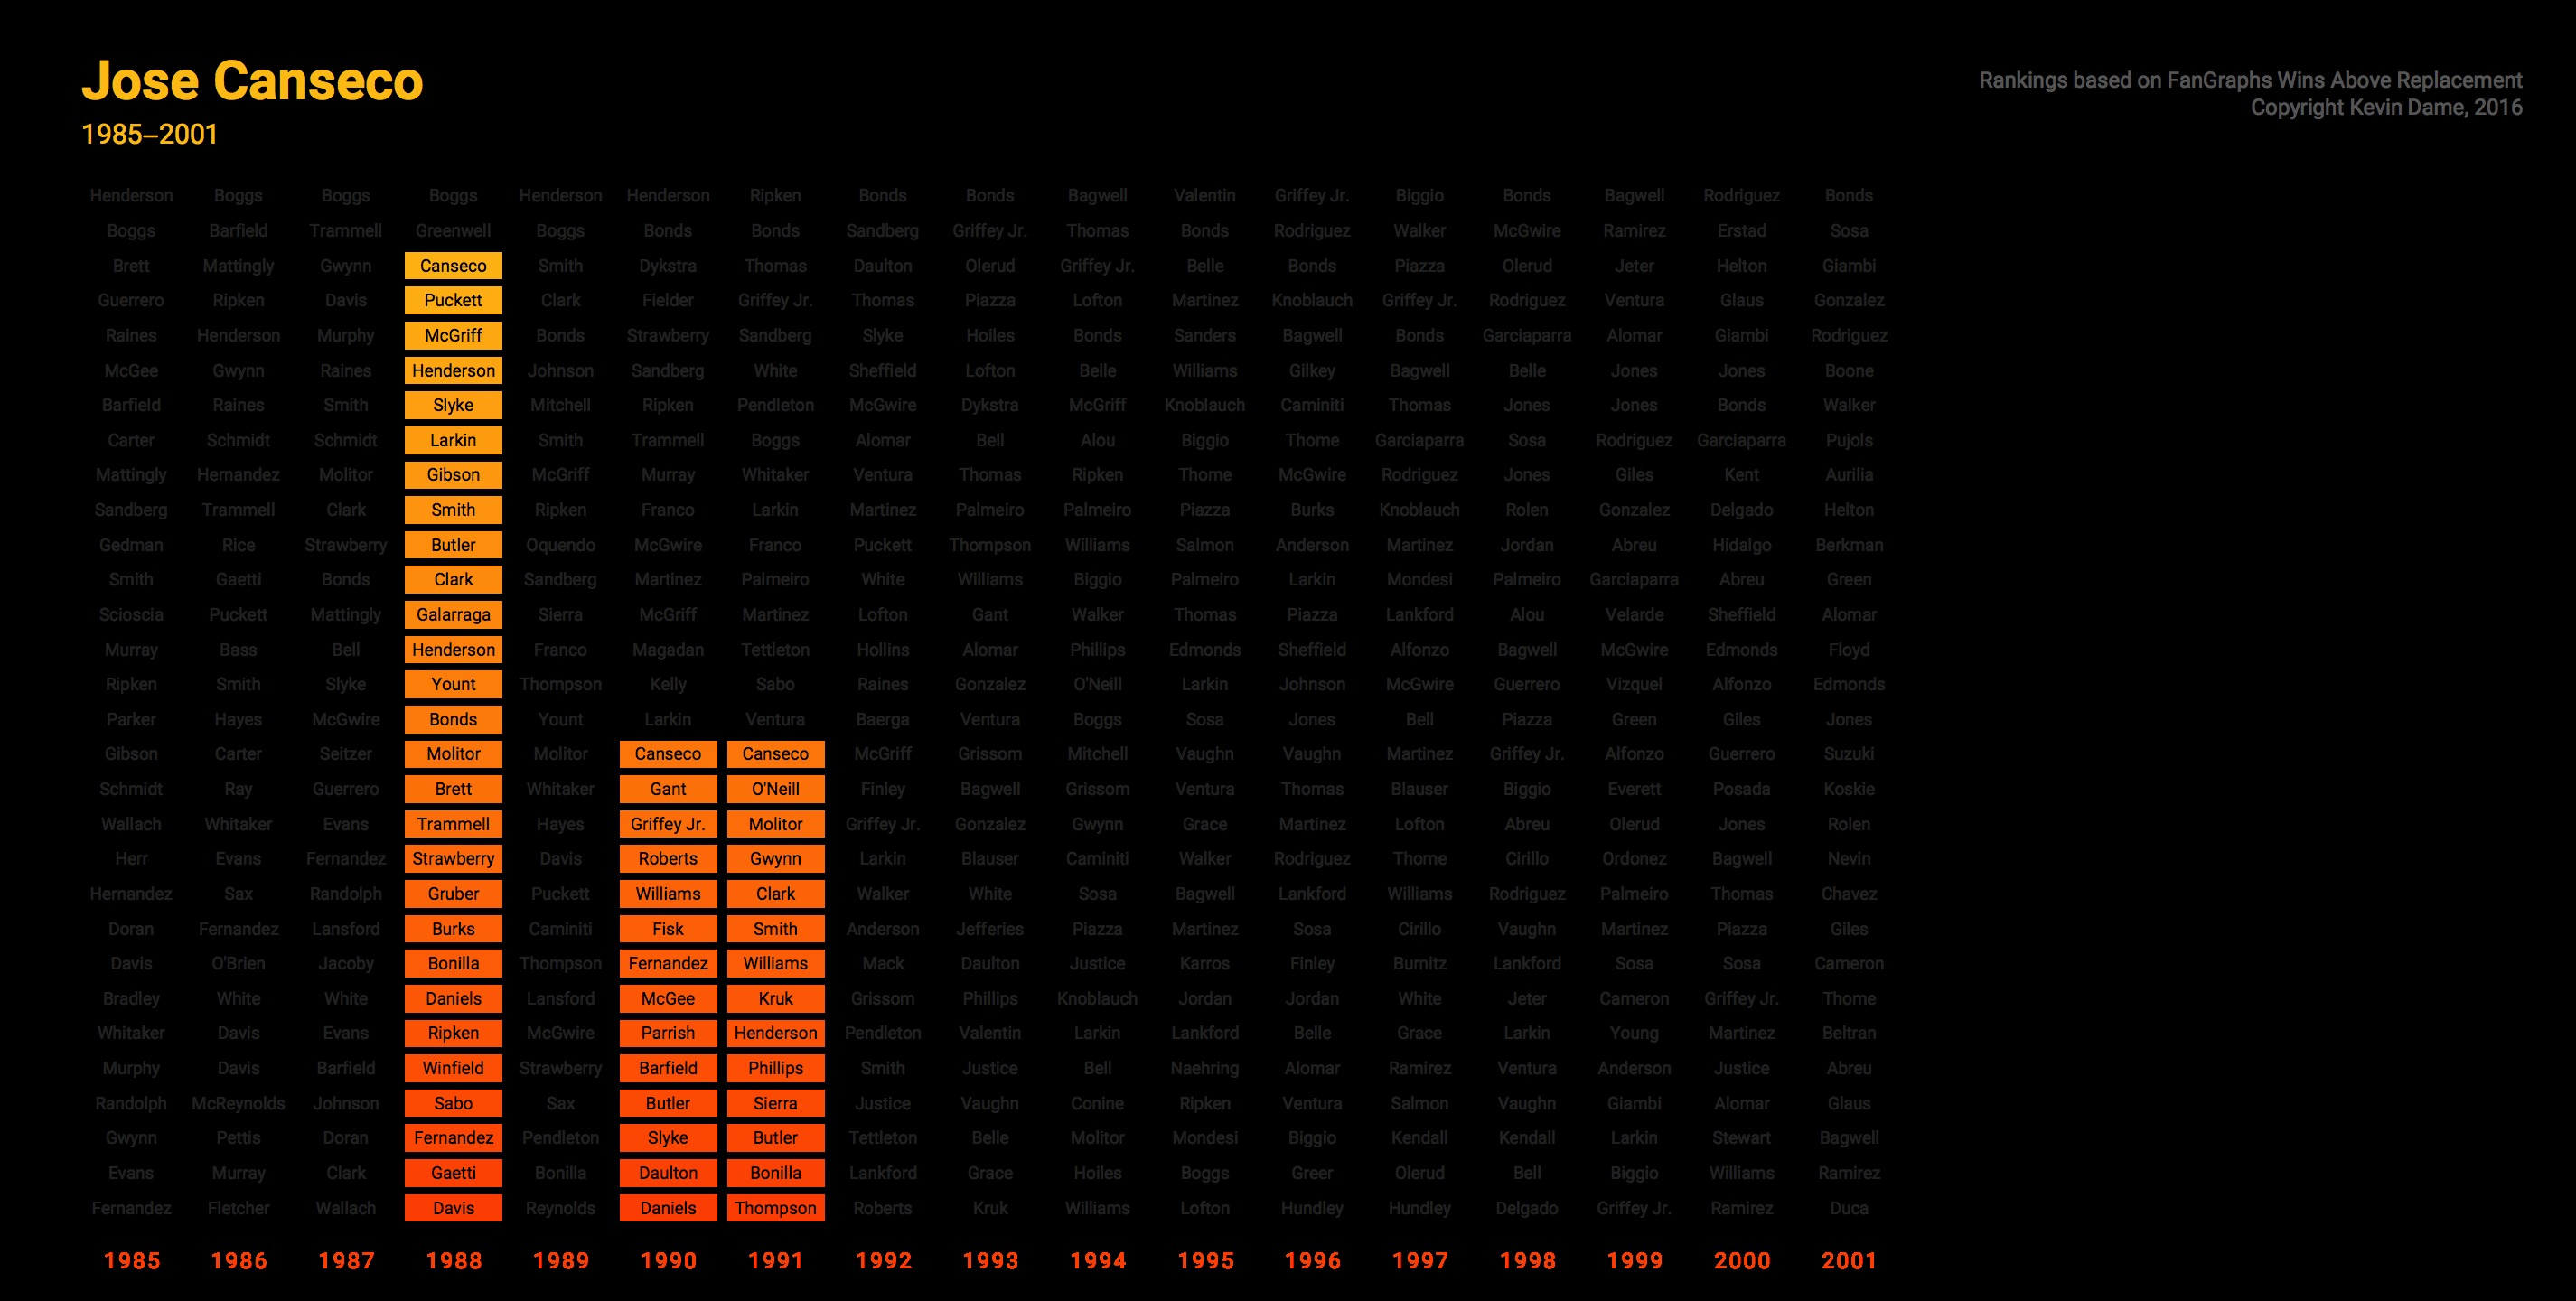 Jose Canseco
1985–2001
Rankings based on FanGraphs Wins Above Replacement
Copyright Kevin Dame, 2016
Henderson Boggs Boggs Boggs Henderson Henderson Ripken Bonds Bonds Bagwell Valentin Griffey Jr. Biggio Bonds Bagwell Rodriguez Bonds
Boggs Barfield Trammell Greenwell Boggs Bonds Bonds Sandberg Griffey Jr. Thomas Bonds Rodriguez Walker McGwire Ramirez Erstad Sosa
Brett Mattingly Gwynn Canseco Smith Dykstra Thomas Daulton Olerud Griffey Jr. Belle Bonds Piazza Olerud Jeter Helton Giambi
Guerrero Ripken Davis Puckett Clark Fielder Griffey Jr. Thomas Piazza Lofton Martinez Knoblauch Griffey Jr. Rodriguez Ventura Glaus Gonzalez
Raines Henderson Murphy McGriff Bonds Strawberry Sandberg Slyke Hoiles Bonds Sanders Bagwell Bonds Garciaparra Alomar Giambi Rodriguez
McGee Gwynn Raines Henderson Johnson Sandberg White Sheffield Lofton Belle Williams Gilkey Bagwell Belle Jones Jones Boone
Barfield Raines Smith Slyke Mitchell Ripken Pendleton McGwire Dykstra McGriff Knoblauch Caminiti Thomas Jones Jones Bonds Walker
Carter Schmidt Schmidt Larkin Smith Trammell Boggs Alomar Bell Alou Biggio Thome Garciaparra Sosa Rodriguez Garciaparra Pujols
Mattingly Hernandez Molitor Gibson McGriff Murray Whitaker Ventura Thomas Ripken Thome McGwire Rodriguez Jones Giles Kent Aurilia
Sandberg Trammell Clark Smith Ripken Franco Larkin Martinez Palmeiro Palmeiro Piazza Burks Knoblauch Rolen Gonzalez Delgado Helton
Gedman Rice Strawberry Butler Oquendo McGwire Franco Puckett Thompson Williams Salmon Anderson Martinez Jordan Abreu Hidalgo Berkman
Smith Gaetti Bonds Clark Sandberg Martinez Palmeiro White Williams Biggio Palmeiro Larkin Mondesi Palmeiro Garciaparra Abreu Green
Scioscia Puckett Mattingly Galarraga Sierra McGriff Martinez Lofton Gant Walker Thomas Piazza Lankford Alou Velarde Sheffield Alomar
Murray Bass Bell Henderson Franco Magadan Tettleton Hollins Alomar Phillips Edmonds Sheffield Alfonzo Bagwell McGwire Edmonds Floyd
Ripken Smith Slyke Yount Thompson Kelly Sabo Raines Gonzalez O'Neill Larkin Johnson McGwire Guerrero Vizquel Alfonzo Edmonds
Parker Hayes McGwire Bonds Yount Larkin Ventura Baerga Ventura Boggs Sosa Jones Bell Piazza Green Giles Jones
Gibson Carter Seitzer Molitor Molitor Canseco Canseco McGriff Grissom Mitchell Vaughn Vaughn Martinez Griffey Jr. Alfonzo Guerrero Suzuki
Schmidt Ray Guerrero Brett Whitaker Gant O'Neill Finley Bagwell Grissom Ventura Thomas Blauser Biggio Everett Posada Koskie
Wallach Whitaker Evans Trammell Hayes Griffey Jr. Molitor Griffey Jr. Gonzalez Gwynn Grace Martinez Lofton Abreu Olerud Jones Rolen
Herr Evans Fernandez Strawberry Davis Roberts Gwynn Larkin Blauser Caminiti Walker Rodriguez Thome Cirillo Ordonez Bagwell Nevin
Hernandez Sax Randolph Gruber Puckett Williams Clark Walker White Sosa Bagwell Lankford Williams Rodriguez Palmeiro Thomas Chavez
Doran Fernandez Lansford Burks Caminiti Fisk Smith Anderson Jefferies Piazza Martinez Sosa Cirillo Vaughn Martinez Piazza Giles
Davis O'Brien Jacoby Bonilla Thompson Fernandez Williams Mack Daulton Justice Karros Finley Burnitz Lankford Sosa Sosa Cameron
Bradley White White Daniels Lansford McGee Kruk Grissom Phillips Knoblauch Jordan Jordan White Jeter Cameron Griffey Jr. Thome
Whitaker Davis Evans Ripken McGwire Parrish Henderson Pendleton Valentin Larkin Lankford Belle Grace Larkin Young Martinez Beltran
Murphy Davis Barfield Winfield Strawberry Barfield Phillips Smith Justice Bell Naehring Alomar Ramirez Ventura Anderson Justice Abreu
Randolph McReynolds Johnson Sabo Sax Butler Sierra Justice Vaughn Conine Ripken Ventura Salmon Vaughn Giambi Alomar Glaus
Gwynn Pettis Doran Fernandez Pendleton Slyke Butler Tettleton Belle Molitor Mondesi Biggio Kendall Kendall Larkin Stewart Bagwell
Evans Murray Clark Gaetti Bonilla Daulton Bonilla Lankford Grace Hoiles Boggs Greer Olerud Bell Biggio Williams Ramirez
Fernandez Fletcher Wallach Davis Reynolds Daniels Thompson Roberts Kruk Williams Lofton Hundley Hundley Delgado Griffey Jr. Ramirez Duca
1985 1986 1987 1988 1989 1990 1991 1992 1993 1994 1995 1996 1997 1998 1999 2000 2001